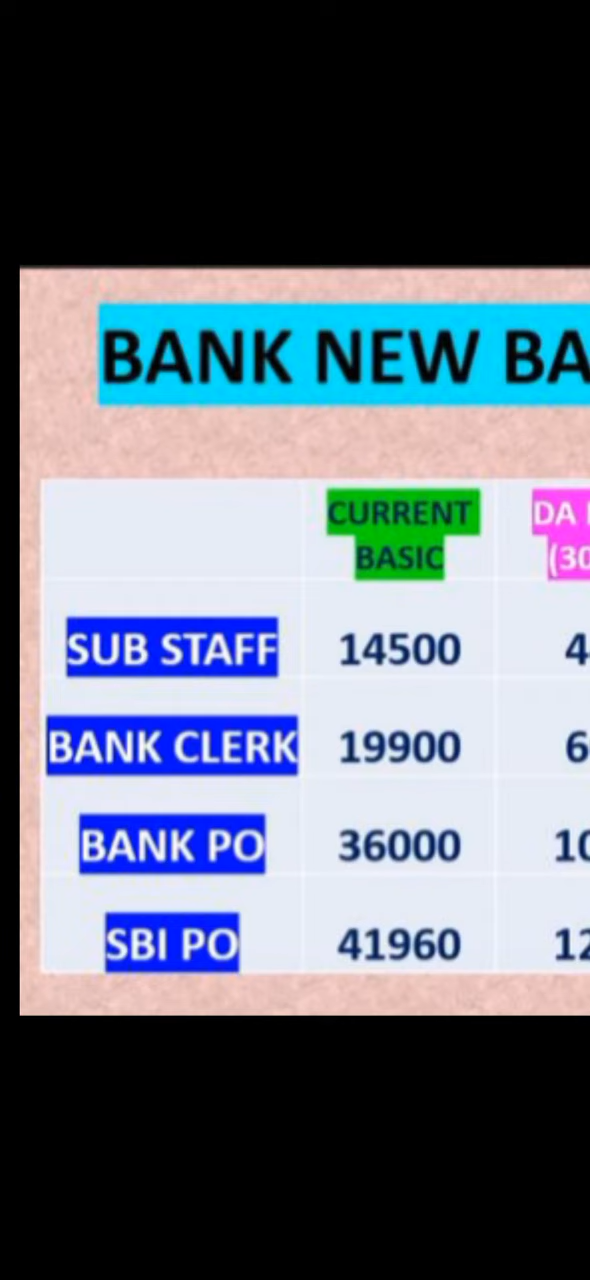 BANK NEW BA
CURRENT DA
BASIC (30
SUB STAFF 14500 4
BANK CLERK 19900 6
BANK PO 36000 10
SBI PO 41960 12